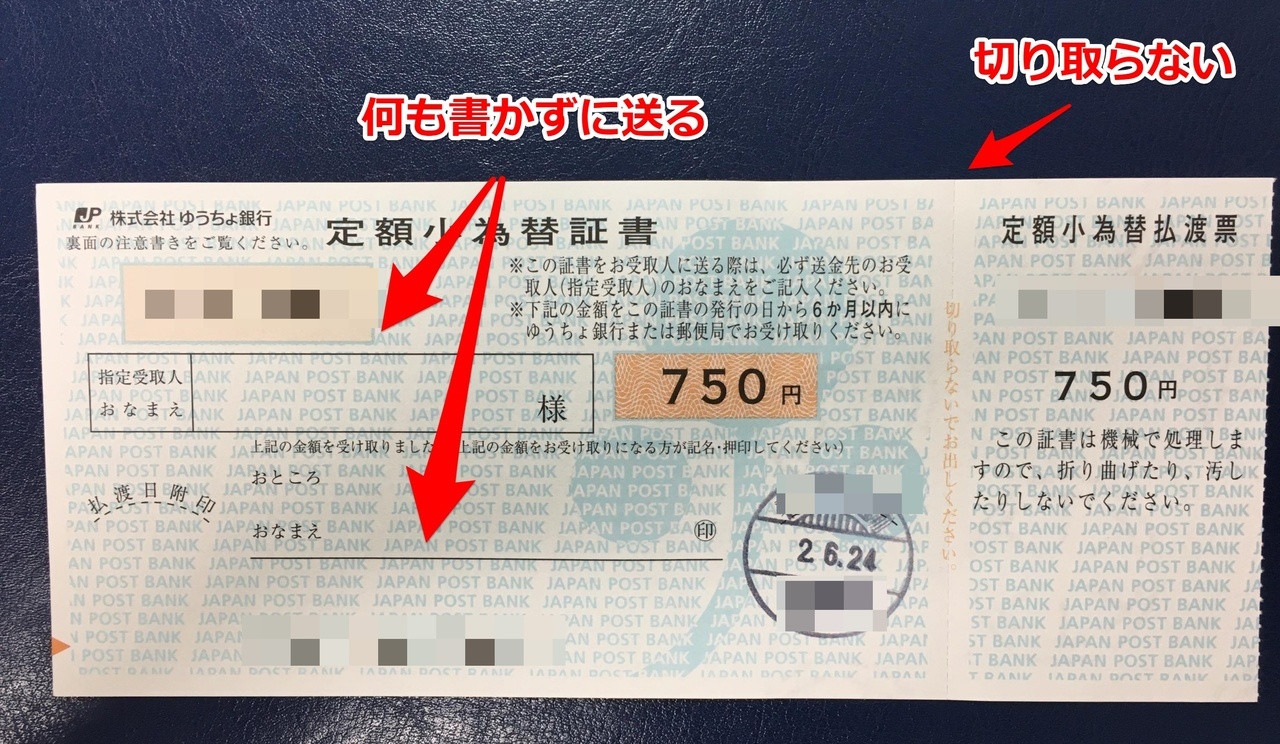 切り取らない
何も書かずに送る
JP BANK 株式会社 ゆうちょ銀行
裏面の注意書きをご覧ください。
定額小為替証書
※この証書をお受取人に送る際は、必ず送金先のお受
取人(指定受取人)のおなまえをご記入ください。
※下記の金額をこの証書の発行の日から6か月以内に
ゆうちょ銀行または郵便局でお受け取りください。
指定受取人
おなまえ
様
750円
上記の金額を受け取りました
上記の金額をお受け取りになる方が記名・押印してください)
おところ
おなまえ
印
払渡日附印
2.6.24
切り取らないでお出しください。
定額小為替払渡票
750円
この証書は機械で処理しま
すので、折り曲げたり、汚し
たりしないでください。
JAPAN POST BANK